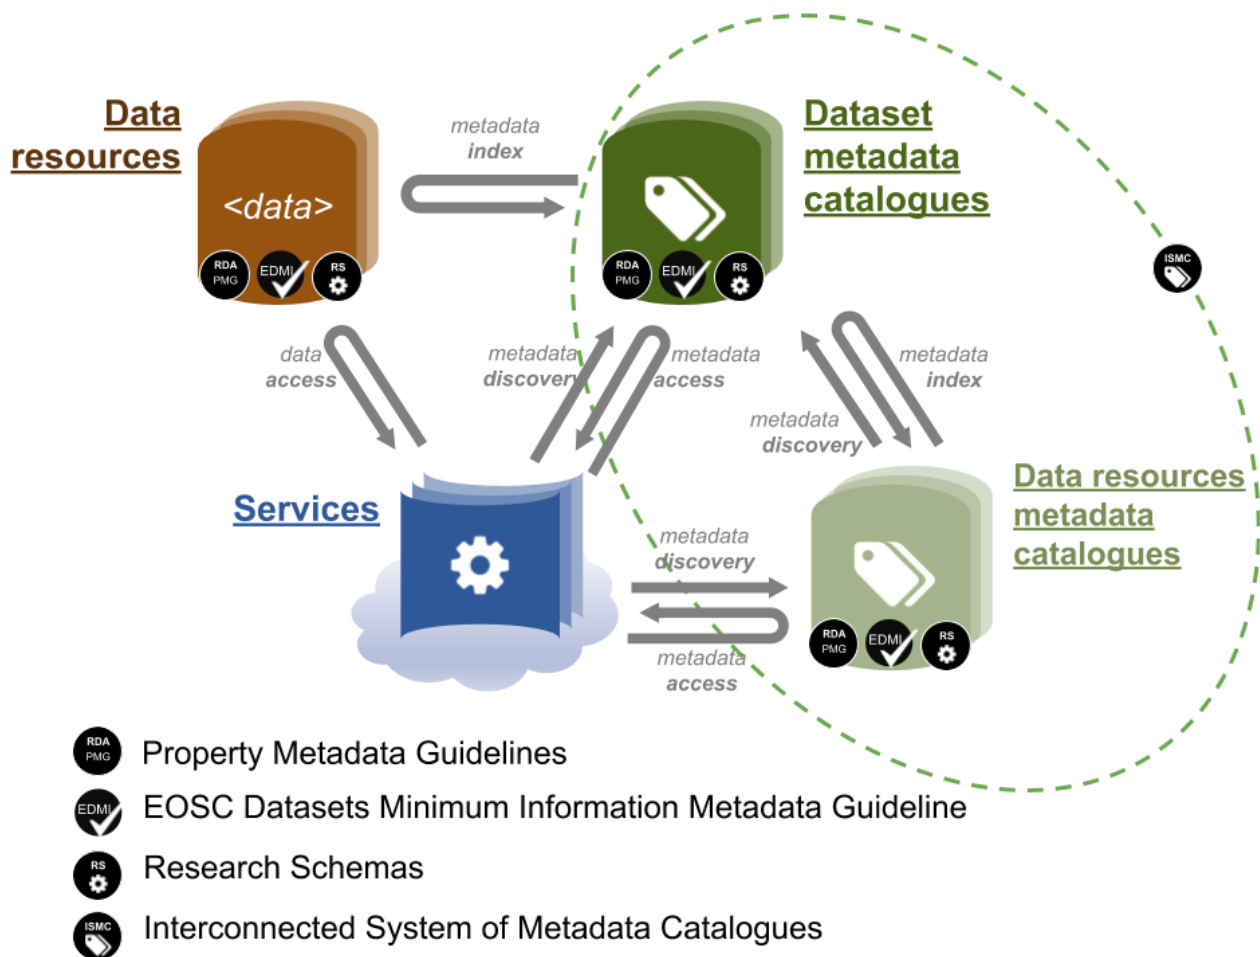 Data
resources
<data>
RDA
PMG
EDMI
RS
metadata
index
Dataset
metadata
catalogues
RDA
PMG
EDMI
RS
ISMC
data
access
metadata
discovery
metadata
access
metadata
index
metadata
discovery
Services
metadata
discovery
metadata
access
Data resources
metadata
catalogues
RDA
PMG
EDMI
RS
RDA
PMG
Property Metadata Guidelines
EDMI
EOSC Datasets Minimum Information Metadata Guideline
RS
Research Schemas
ISMC
Interconnected System of Metadata Catalogues